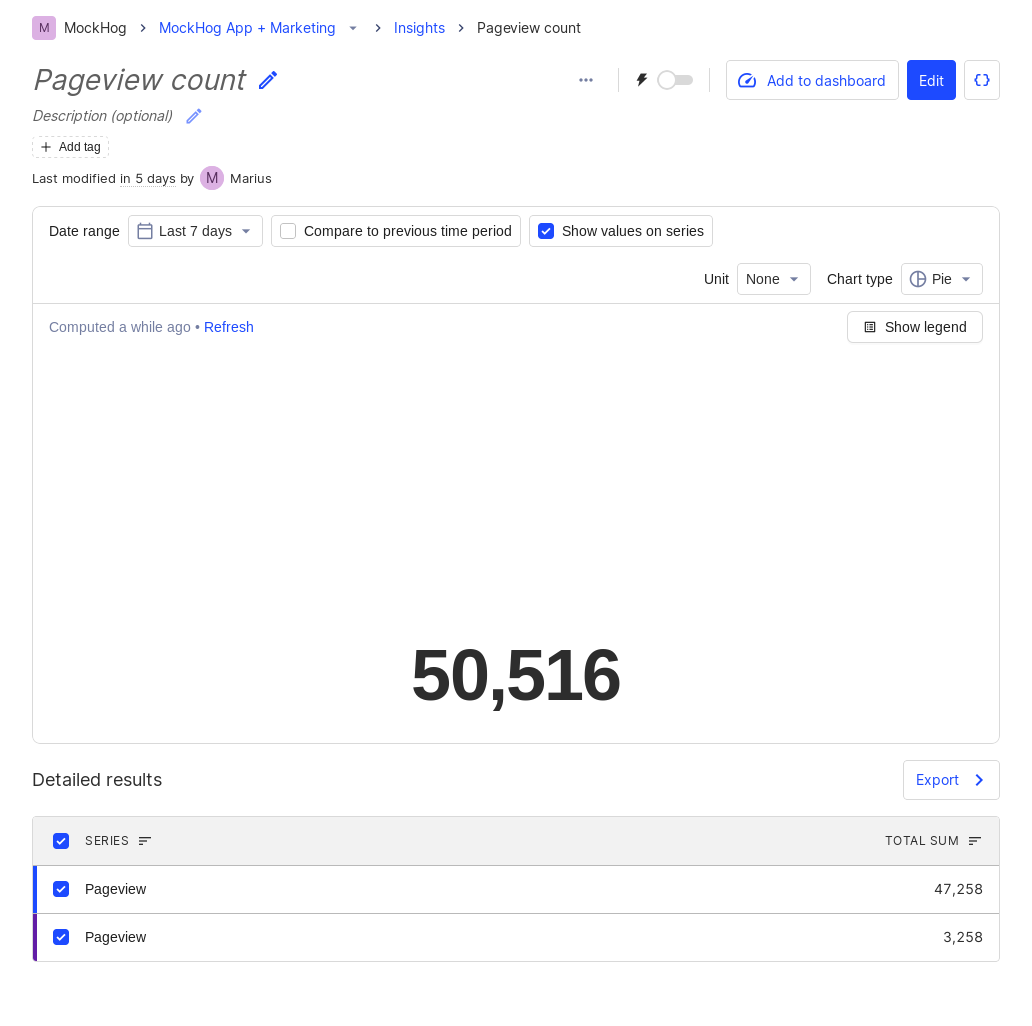 M MockHog MockHog App + Marketing Insights Pageview count
Pageview count
Add to dashboard Edit
Description (optional)
Add tag
Last modified in 5 days by M Marius
Date range Last 7 days Compare to previous time period Show values on series
Unit None Chart type Pie
Computed a while ago • Refresh Show legend
50,516
Detailed results Export
SERIES TOTAL SUM
Pageview 47,258
Pageview 3,258